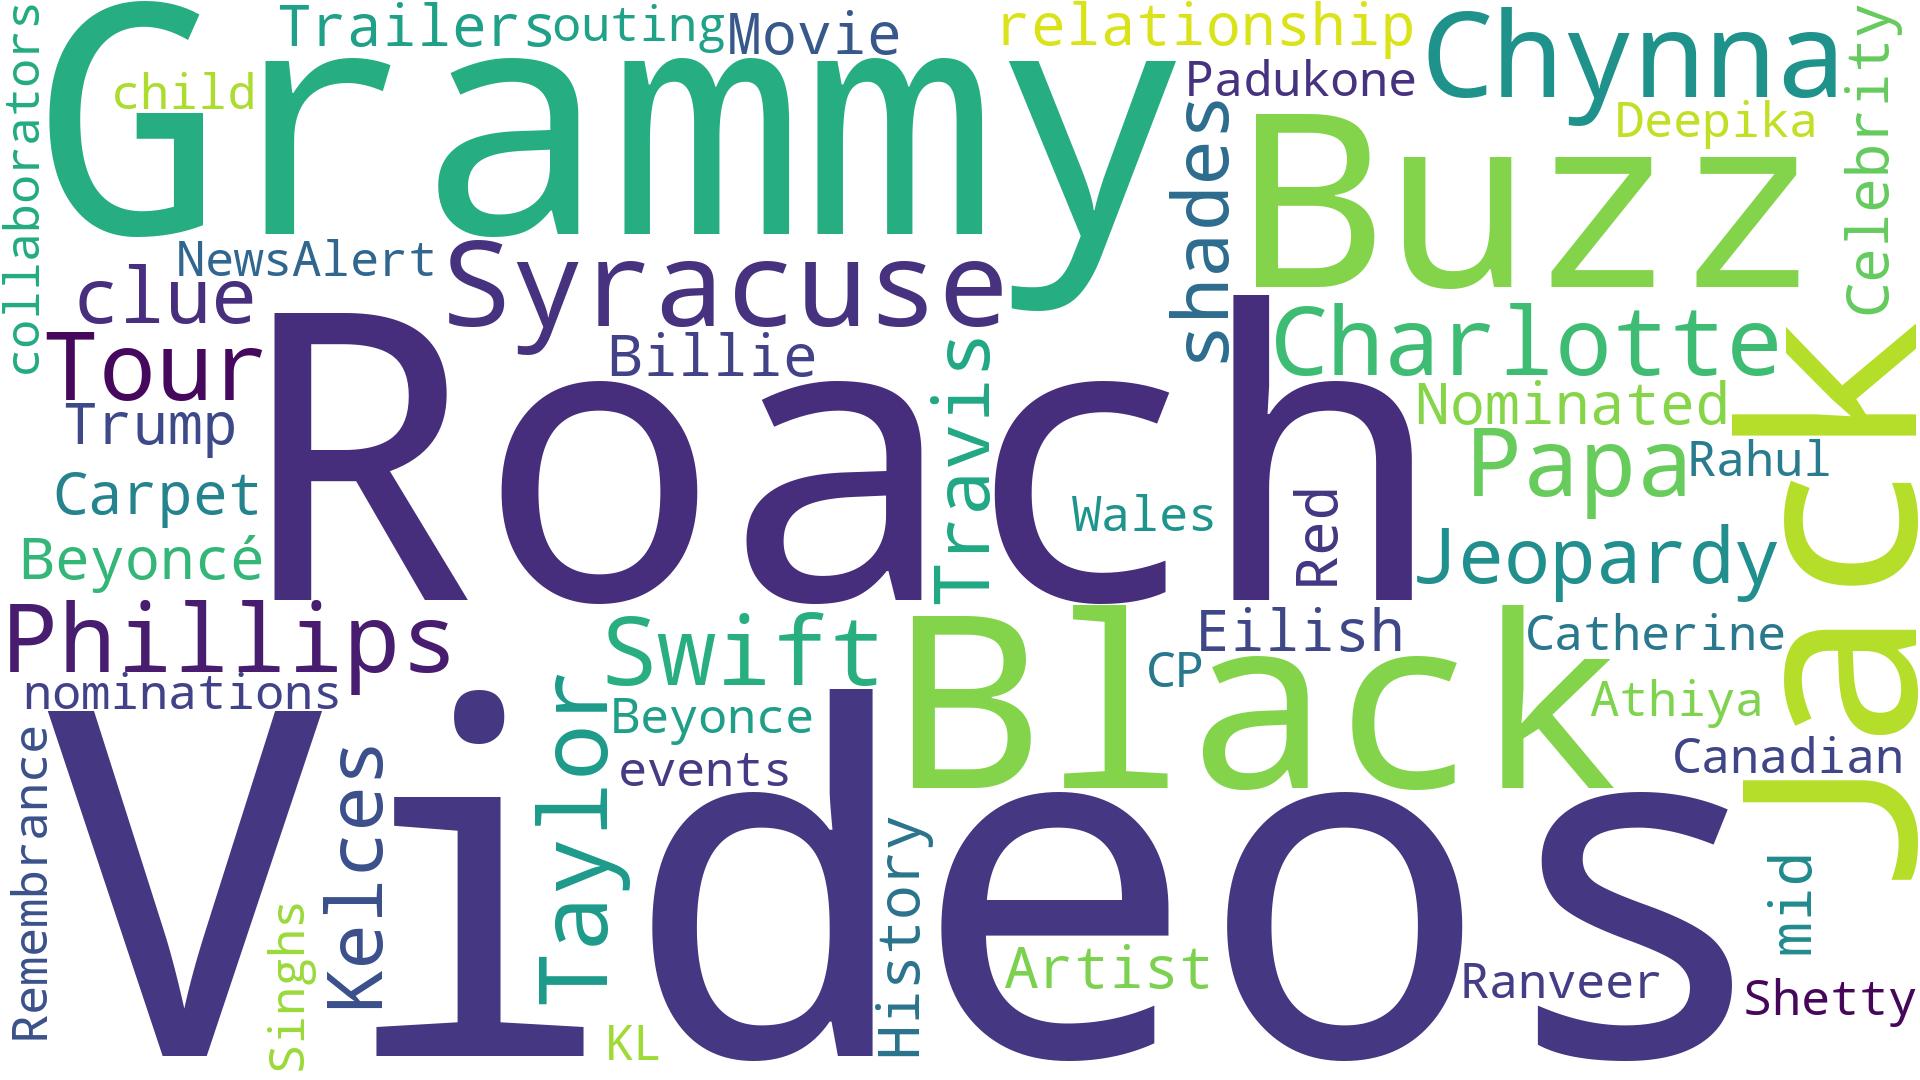 collaborators
Grammy
Trailers
outing
Movie
relationship
Chynna
Celebrity
child
Padukone
Deepika
shades
Buzz
NewsAlert
Syracuse
clue
Roach
Charlotte
Jack
Tour
Billie
Travis
Nominated
Trump
Papa
Rahul
Carpet
Wales
Red
Jeopardy
Beyoncé
Phillips
Swift
Black
Eilish
Catherine
CP
nominations
Taylor
Beyonce
Athiya
Videos
Remembrance
Kelces
events
Canadian
History
mid
Singhs
Artist
Ranveer
Shetty
KL